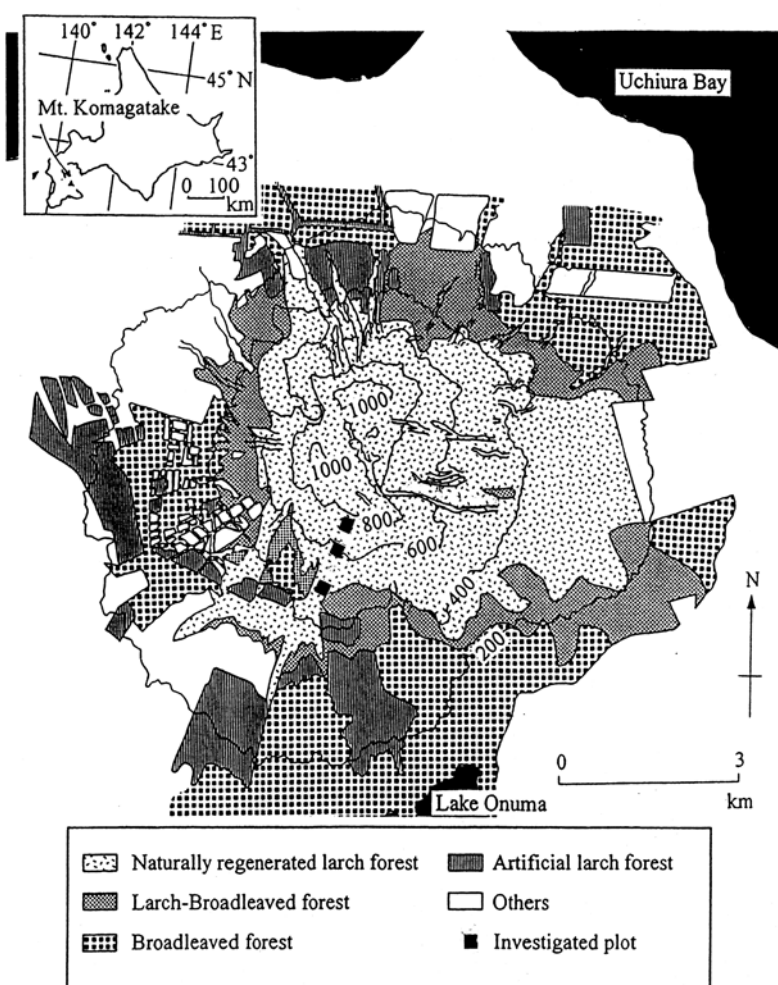 140° 142° 144° E
45° N
Mt. Komagatake
43°
0 100
km
Uchiura Bay
1000
1000
800
600
400
200
N
0 3
km
Lake Onuma
Naturally regenerated larch forest
Artificial larch forest
Larch-Broadleaved forest
Others
Broadleaved forest
Investigated plot